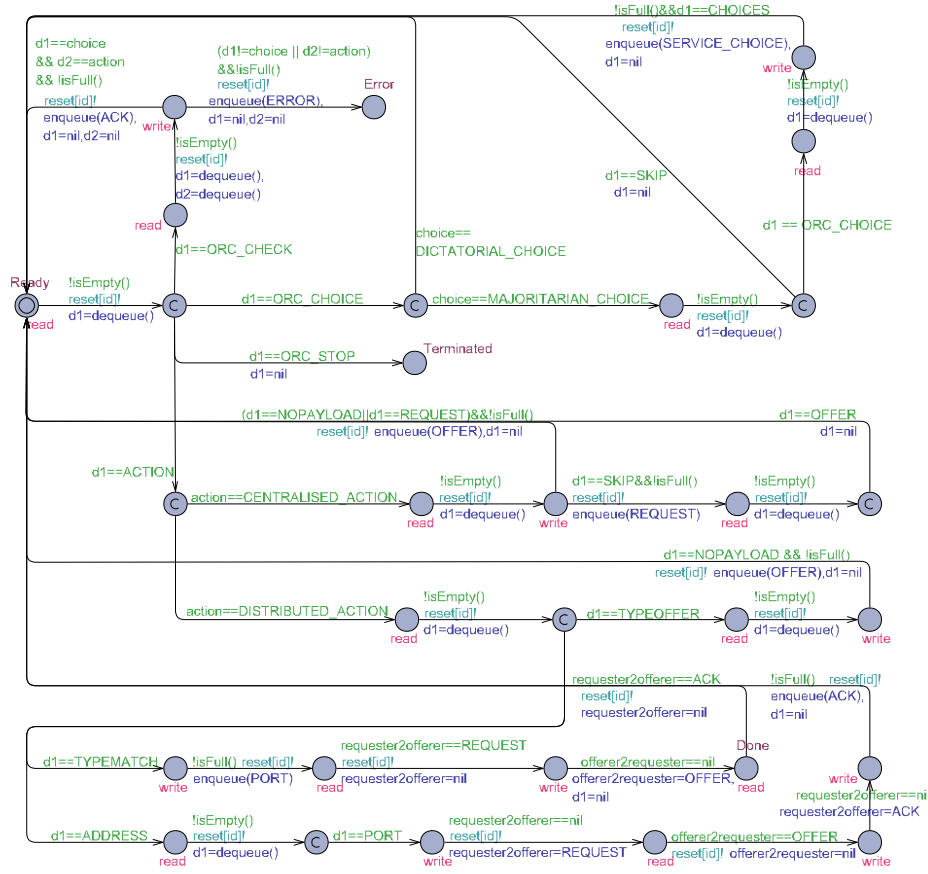 !isFull()&&d1==CHOICES
reset[id]!
enqueue(SERVICE_CHOICE),
d1=nil
write
d1==choice
&& d2==action
&& !isFull()
reset[id]!
enqueue(ACK),
d1=nil,d2=nil
write
(d1!=choice || d2!=action)
&&!isFull()
reset[id]!
enqueue(ERROR),
d1=nil,d2=nil
Error
!isEmpty()
reset[id]!
d1=dequeue()
read
!isEmpty()
reset[id]!
d1=dequeue(),
d2=dequeue()
read
d1==SKIP
d1=nil
d1 == ORC_CHOICE
d1==ORC_CHECK
choice==
DICTATORIAL_CHOICE
Ready
read
!isEmpty()
reset[id]!
d1=dequeue()
C
d1==ORC_CHOICE
C
choice==MAJORITARIAN_CHOICE
read
!isEmpty()
reset[id]!
d1=dequeue()
C
d1==ORC_STOP
d1=nil
Terminated
(d1==NOPAYLOAD||d1==REQUEST)&&!isFull()
reset[id]! enqueue(OFFER),d1=nil
d1==OFFER
d1=nil
d1==ACTION
C
action==CENTRALISED_ACTION
read
!isEmpty()
reset[id]!
d1=dequeue()
write
d1==SKIP&&!isFull()
reset[id]!
enqueue(REQUEST)
read
!isEmpty()
reset[id]!
d1=dequeue()
C
d1==NOPAYLOAD && !isFull()
reset[id]! enqueue(OFFER),d1=nil
action==DISTRIBUTED_ACTION
read
!isEmpty()
reset[id]!
d1=dequeue()
C
d1==TYPEOFFER
read
!isEmpty()
reset[id]!
d1=dequeue()
write
requester2offerer==ACK
reset[id]!
requester2offerer=nil
!isFull() reset[id]!
enqueue(ACK),
d1=nil
d1==TYPEMATCH
write
!isFull() reset[id]!
enqueue(PORT)
read
requester2offerer==REQUEST
reset[id]!
requester2offerer=nil
write
offerer2requester==nil
offerer2requester=OFFER,
d1=nil
Done
read
write
requester2offerer==ni
requester2offerer=ACK
d1==ADDRESS
read
!isEmpty()
reset[id]!
d1=dequeue()
C
d1==PORT
write
requester2offerer==nil
reset[id]!
requester2offerer=REQUEST
read
offerer2requester==OFFER
reset[id]! offerer2requester=nil
write